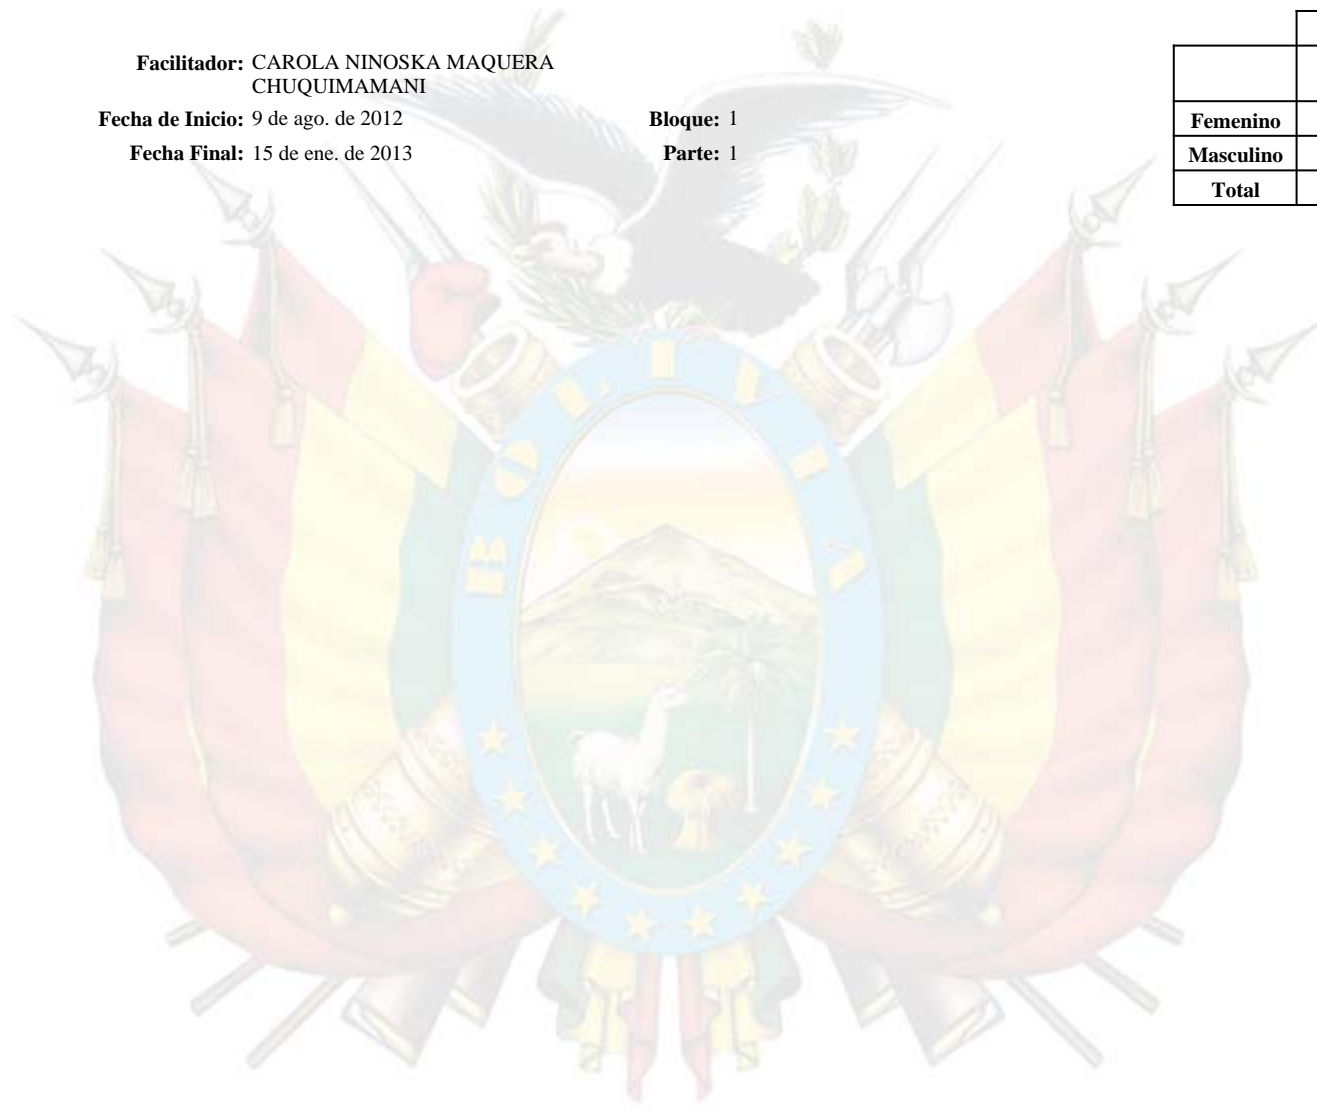 Facilitador: CAROLA NINOSKA MAQUERA
CHUQUIMAMANI
Fecha de Inicio: 9 de ago. de 2012 Bloque: 1
Fecha Final: 15 de ene. de 2013 Parte: 1
Femenino
Masculino
Total
BOLIVIA